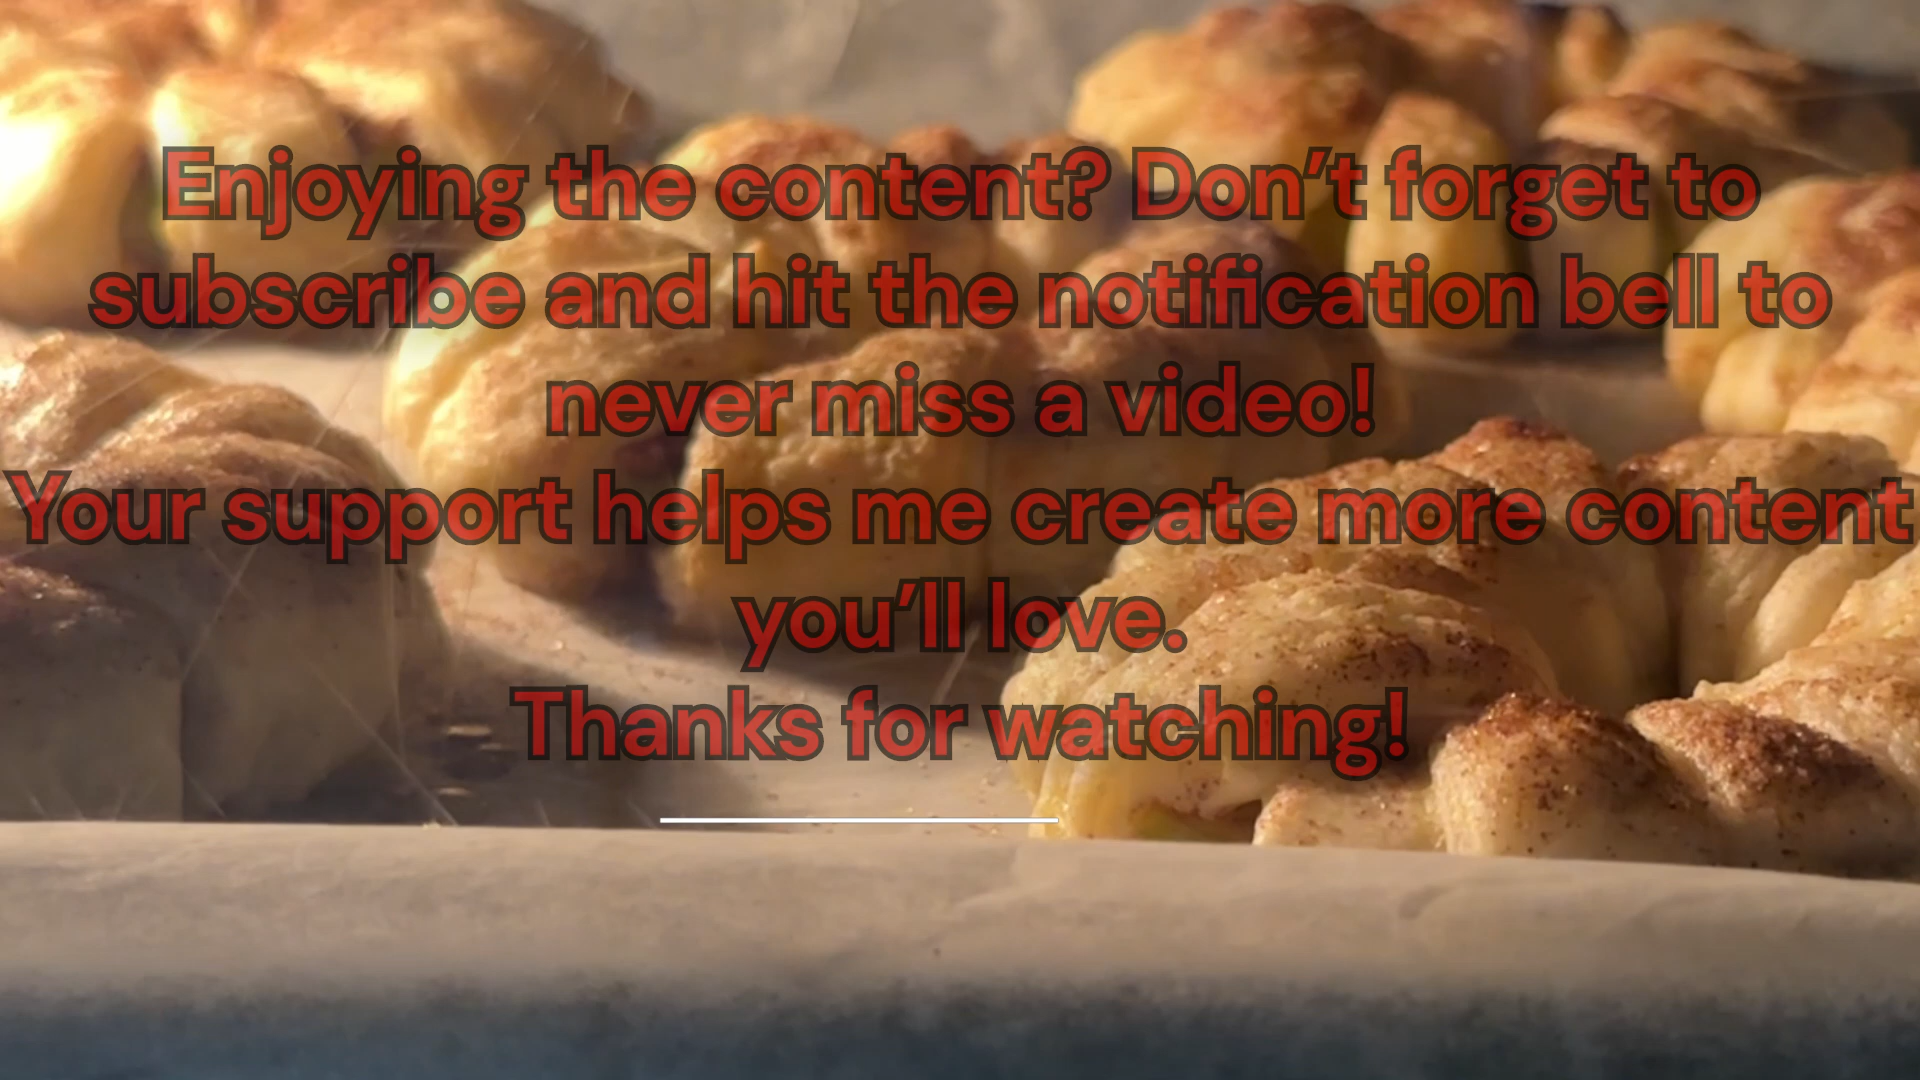 Enjoying the content? Don’t forget to
subscribe and hit the notification bell to
never miss a video!
Your support helps me create more content
you’ll love.
Thanks for watching!